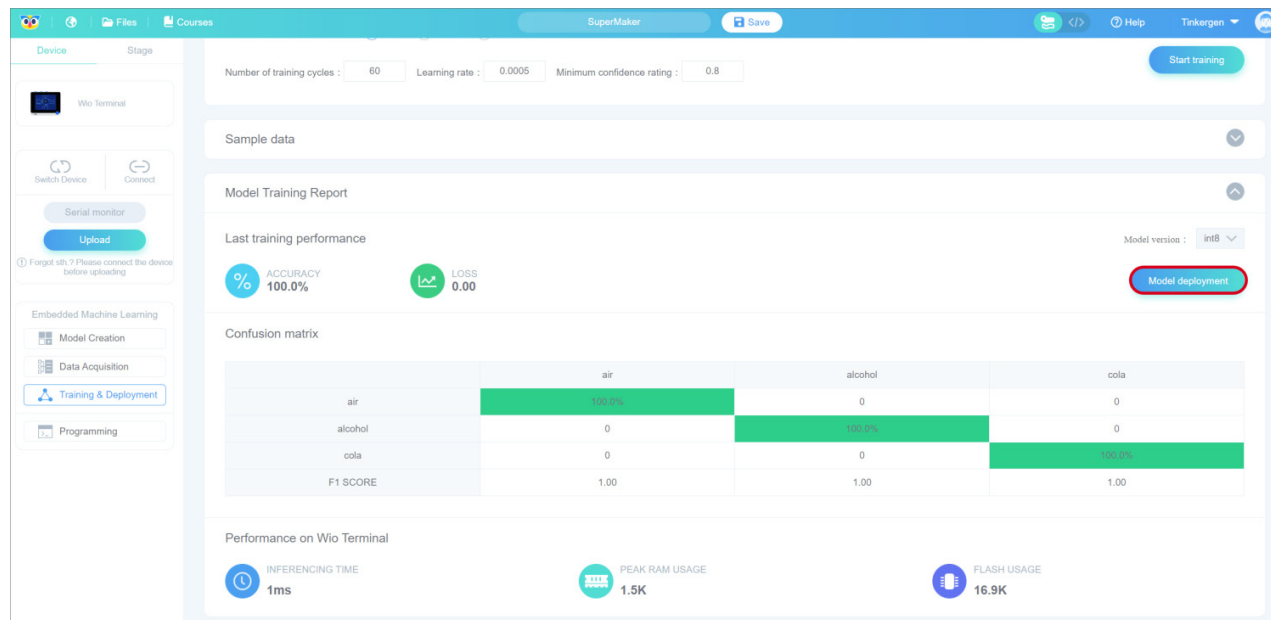 Files
Courses
SuperMaker
Save
</>
Help
Tinkergen
Device
Stage
Number of training cycles :
60
Learning rate :
0.0005
Minimum confidence rating :
0.8
Start training
Wio Terminal
Sample data
Switch Device
Connect
Model Training Report
Serial monitor
Upload
Forgot sth ? Please connect the device
before uploading
Last training performance
Model version :
int8
ACCURACY
100.0%
LOSS
0.00
Model deployment
Embedded Machine Learning
Model Creation
Data Acquisition
Training & Deployment
Programming
Confusion matrix
air
alcohol
cola
air
100.0%
0
0
alcohol
0
100.0%
0
cola
0
0
100.0%
F1 SCORE
1.00
1.00
1.00
Performance on Wio Terminal
INFERENCING TIME
1ms
PEAK RAM USAGE
1.5K
FLASH USAGE
16.9K